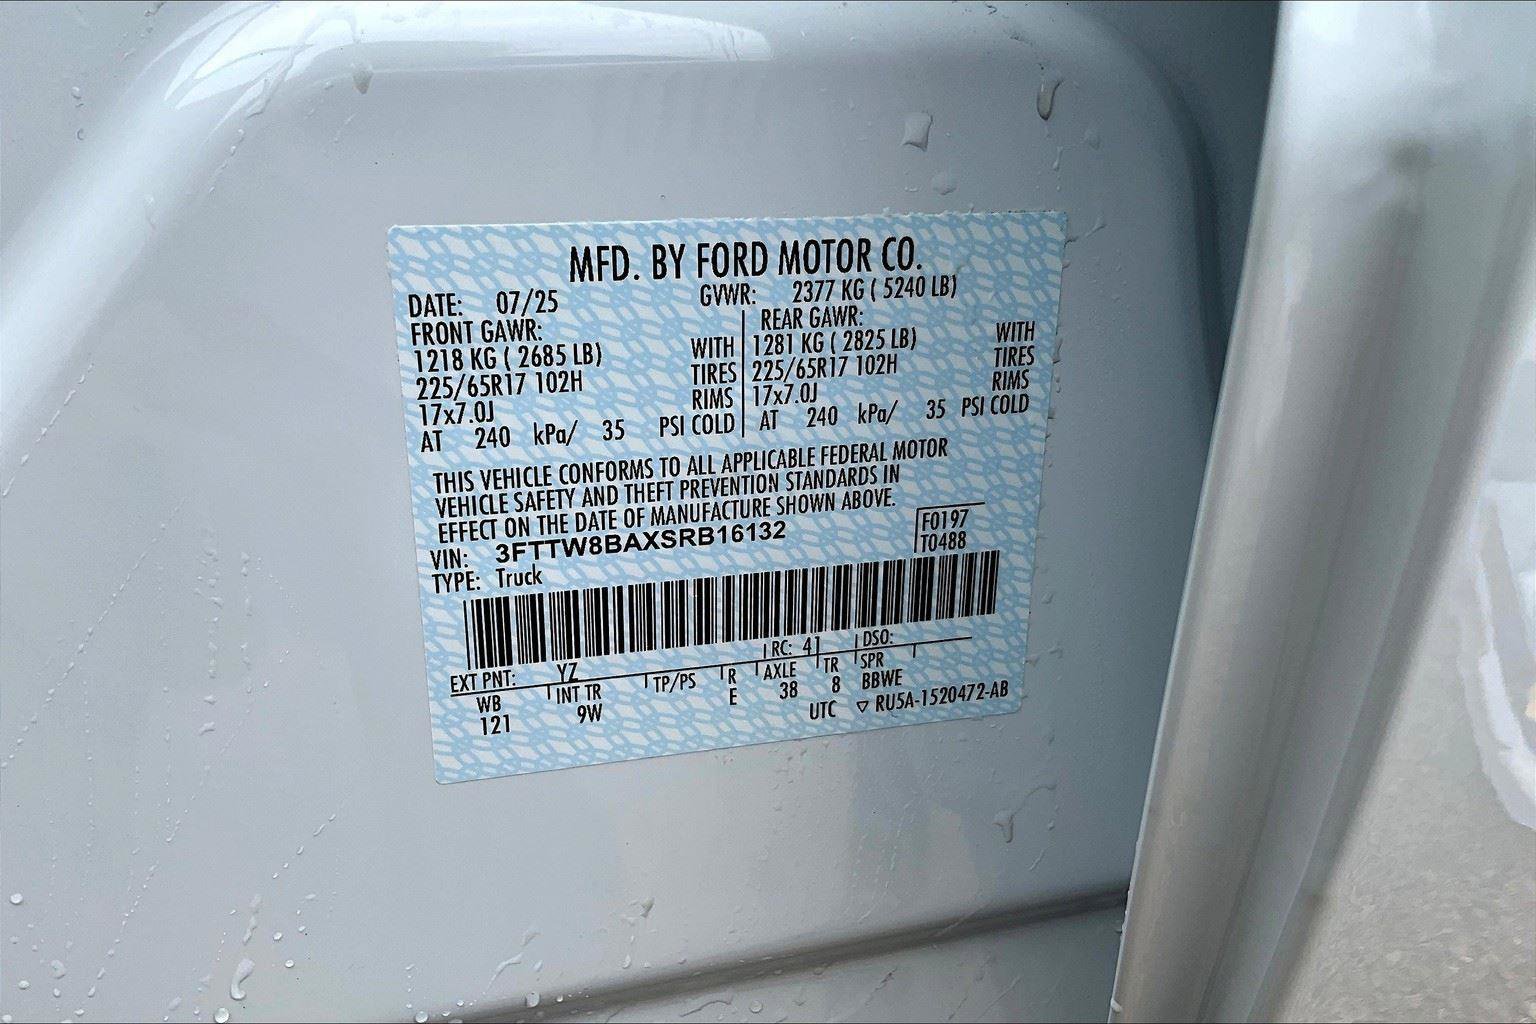 MFD. BY FORD MOTOR CO.
DATE: 07/25 GVWR: 2377 KG ( 5240 LB)
FRONT GAWR: REAR GAWR:
1218 KG ( 2685 LB) WITH 1281 KG ( 2825 LB) WITH
225/65R17 102H TIRES 225/65R17 102H TIRES
17x7.0J RIMS 17x7.0J RIMS
AT 240 kPa/ 35 PSI COLD AT 240 kPa/ 35 PSI COLD
THIS VEHICLE CONFORMS TO ALL APPLICABLE FEDERAL MOTOR
VEHICLE SAFETY AND THEFT PREVENTION STANDARDS IN
EFFECT ON THE DATE OF MANUFACTURE SHOWN ABOVE.
VIN: 3FTTW8BAXSRB16132 F0197
TYPE: Truck T0488
EXT PNT: YZ RC: 41 DSO:
WB INT TR TP/PS R AXLE TR SPR
121 9W E 38 8 BBWE
UTC ▽ RU5A-1520472-AB